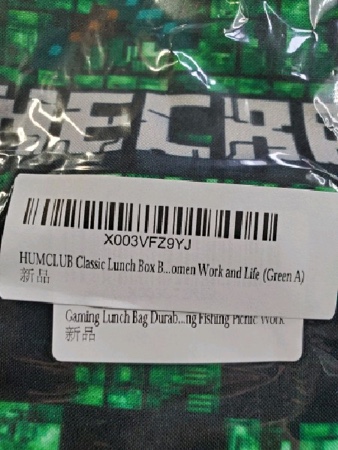 NECRA
X003VFZ9YJ
HUMCLUB Classic Lunch Box B...omen Work and Life (Green A)
新品
Gaming Lunch Bag Durab...ng Fishing Picnic Work
新品